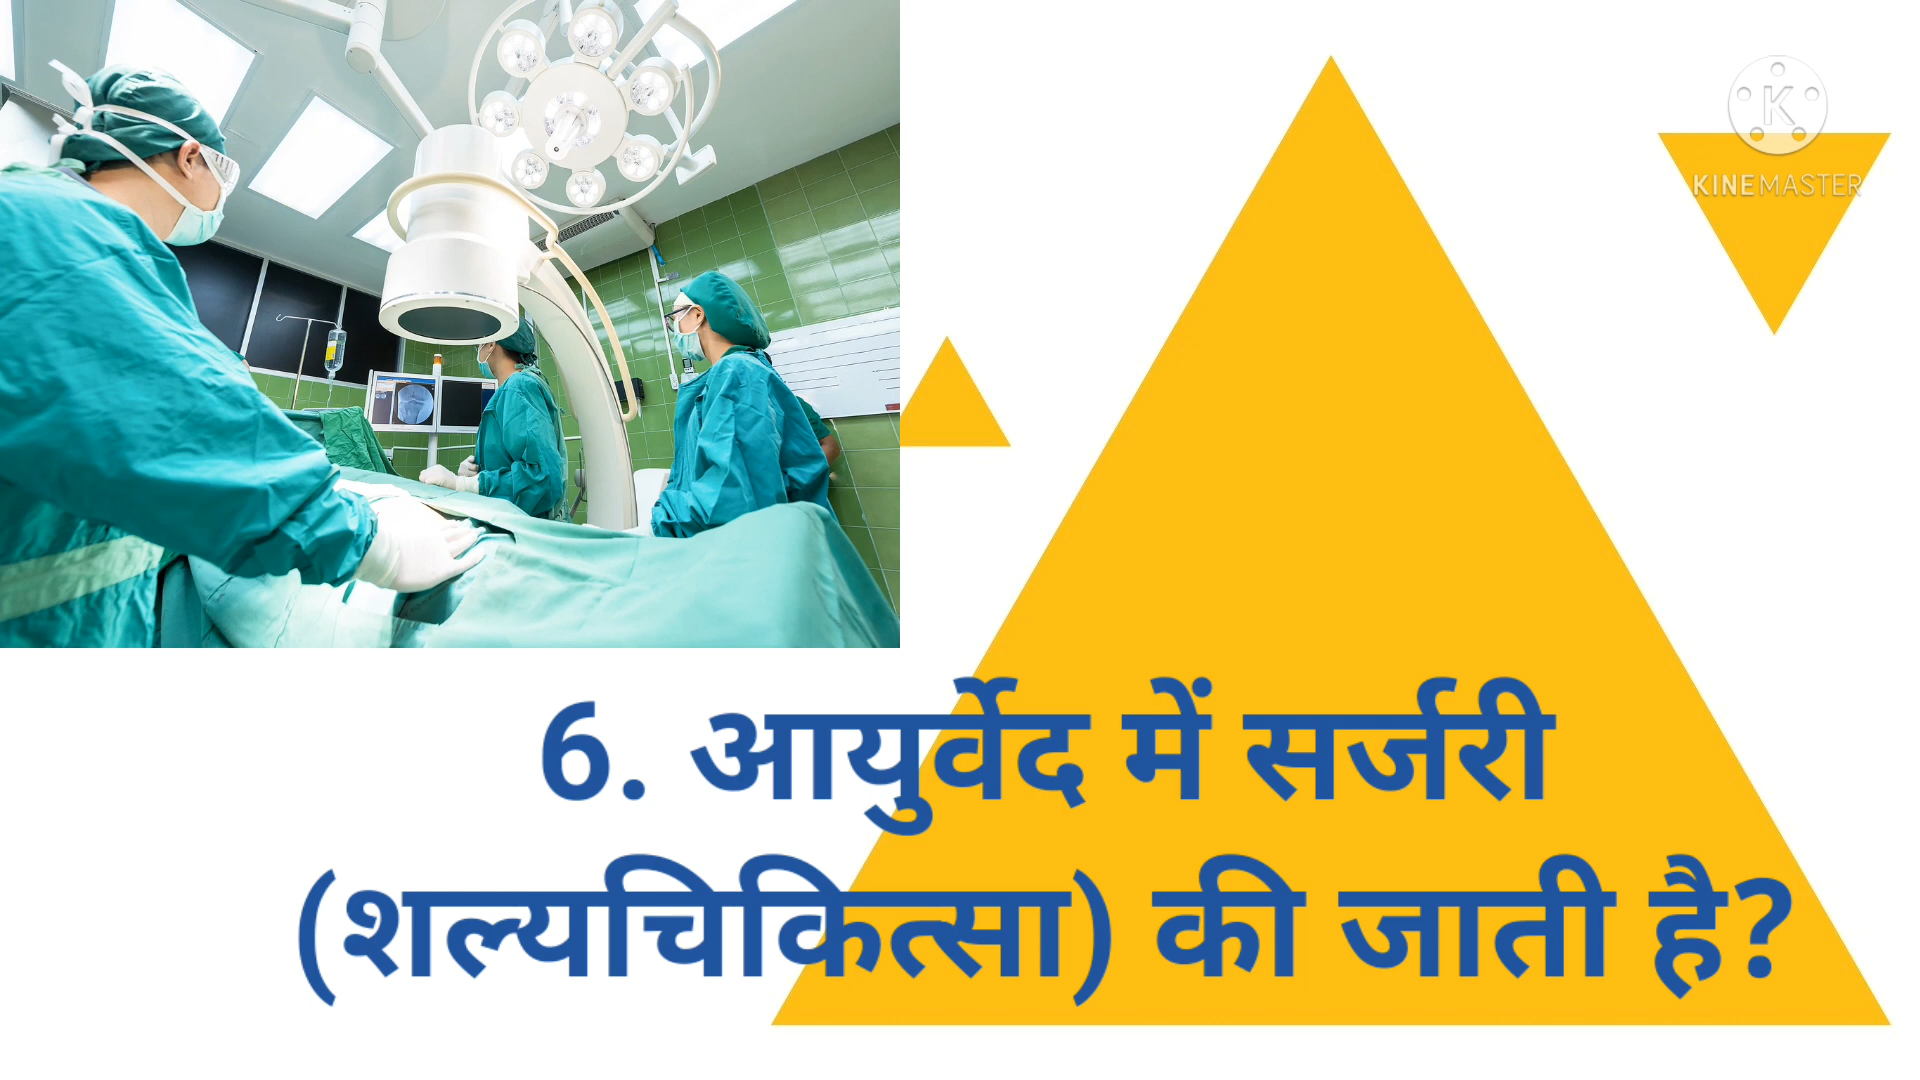 KINEMASTER
6. आयुर्वेद में सर्जरी
(शल्यचिकित्सा) की जाती है?